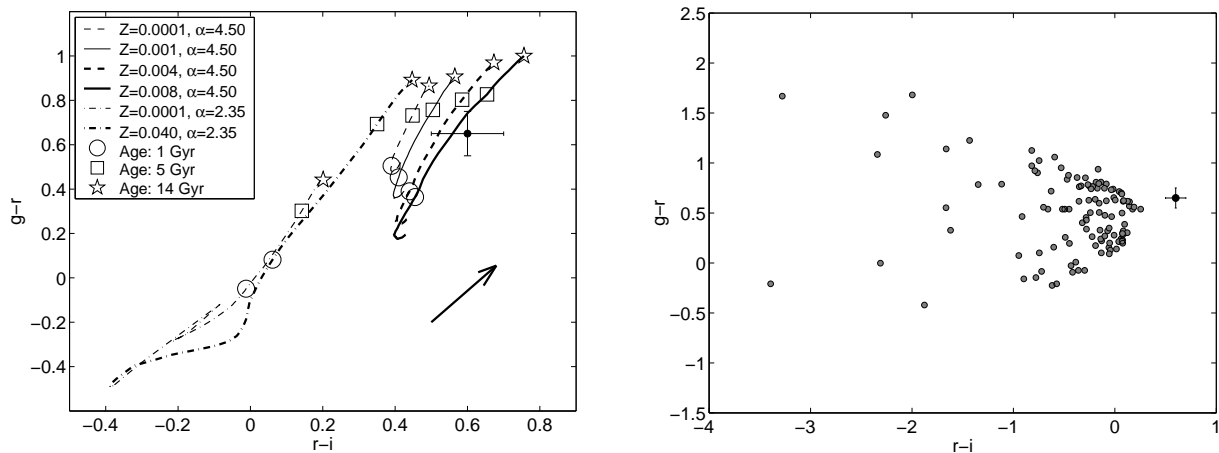 Z=0.0001, α=4.50
Z=0.001, α=4.50
Z=0.004, α=4.50
Z=0.008, α=4.50
Z=0.0001, α=2.35
Z=0.040, α=2.35
Age: 1 Gyr
Age: 5 Gyr
Age: 14 Gyr
1
0.8
0.6
0.4
0.2
0
−0.2
−0.4
g−r
−0.4 −0.2 0 0.2 0.4 0.6 0.8
r−i
2.5
2
1.5
1
0.5
0
−0.5
−1
−1.5
g−r
−4 −3 −2 −1 0 1
r−i